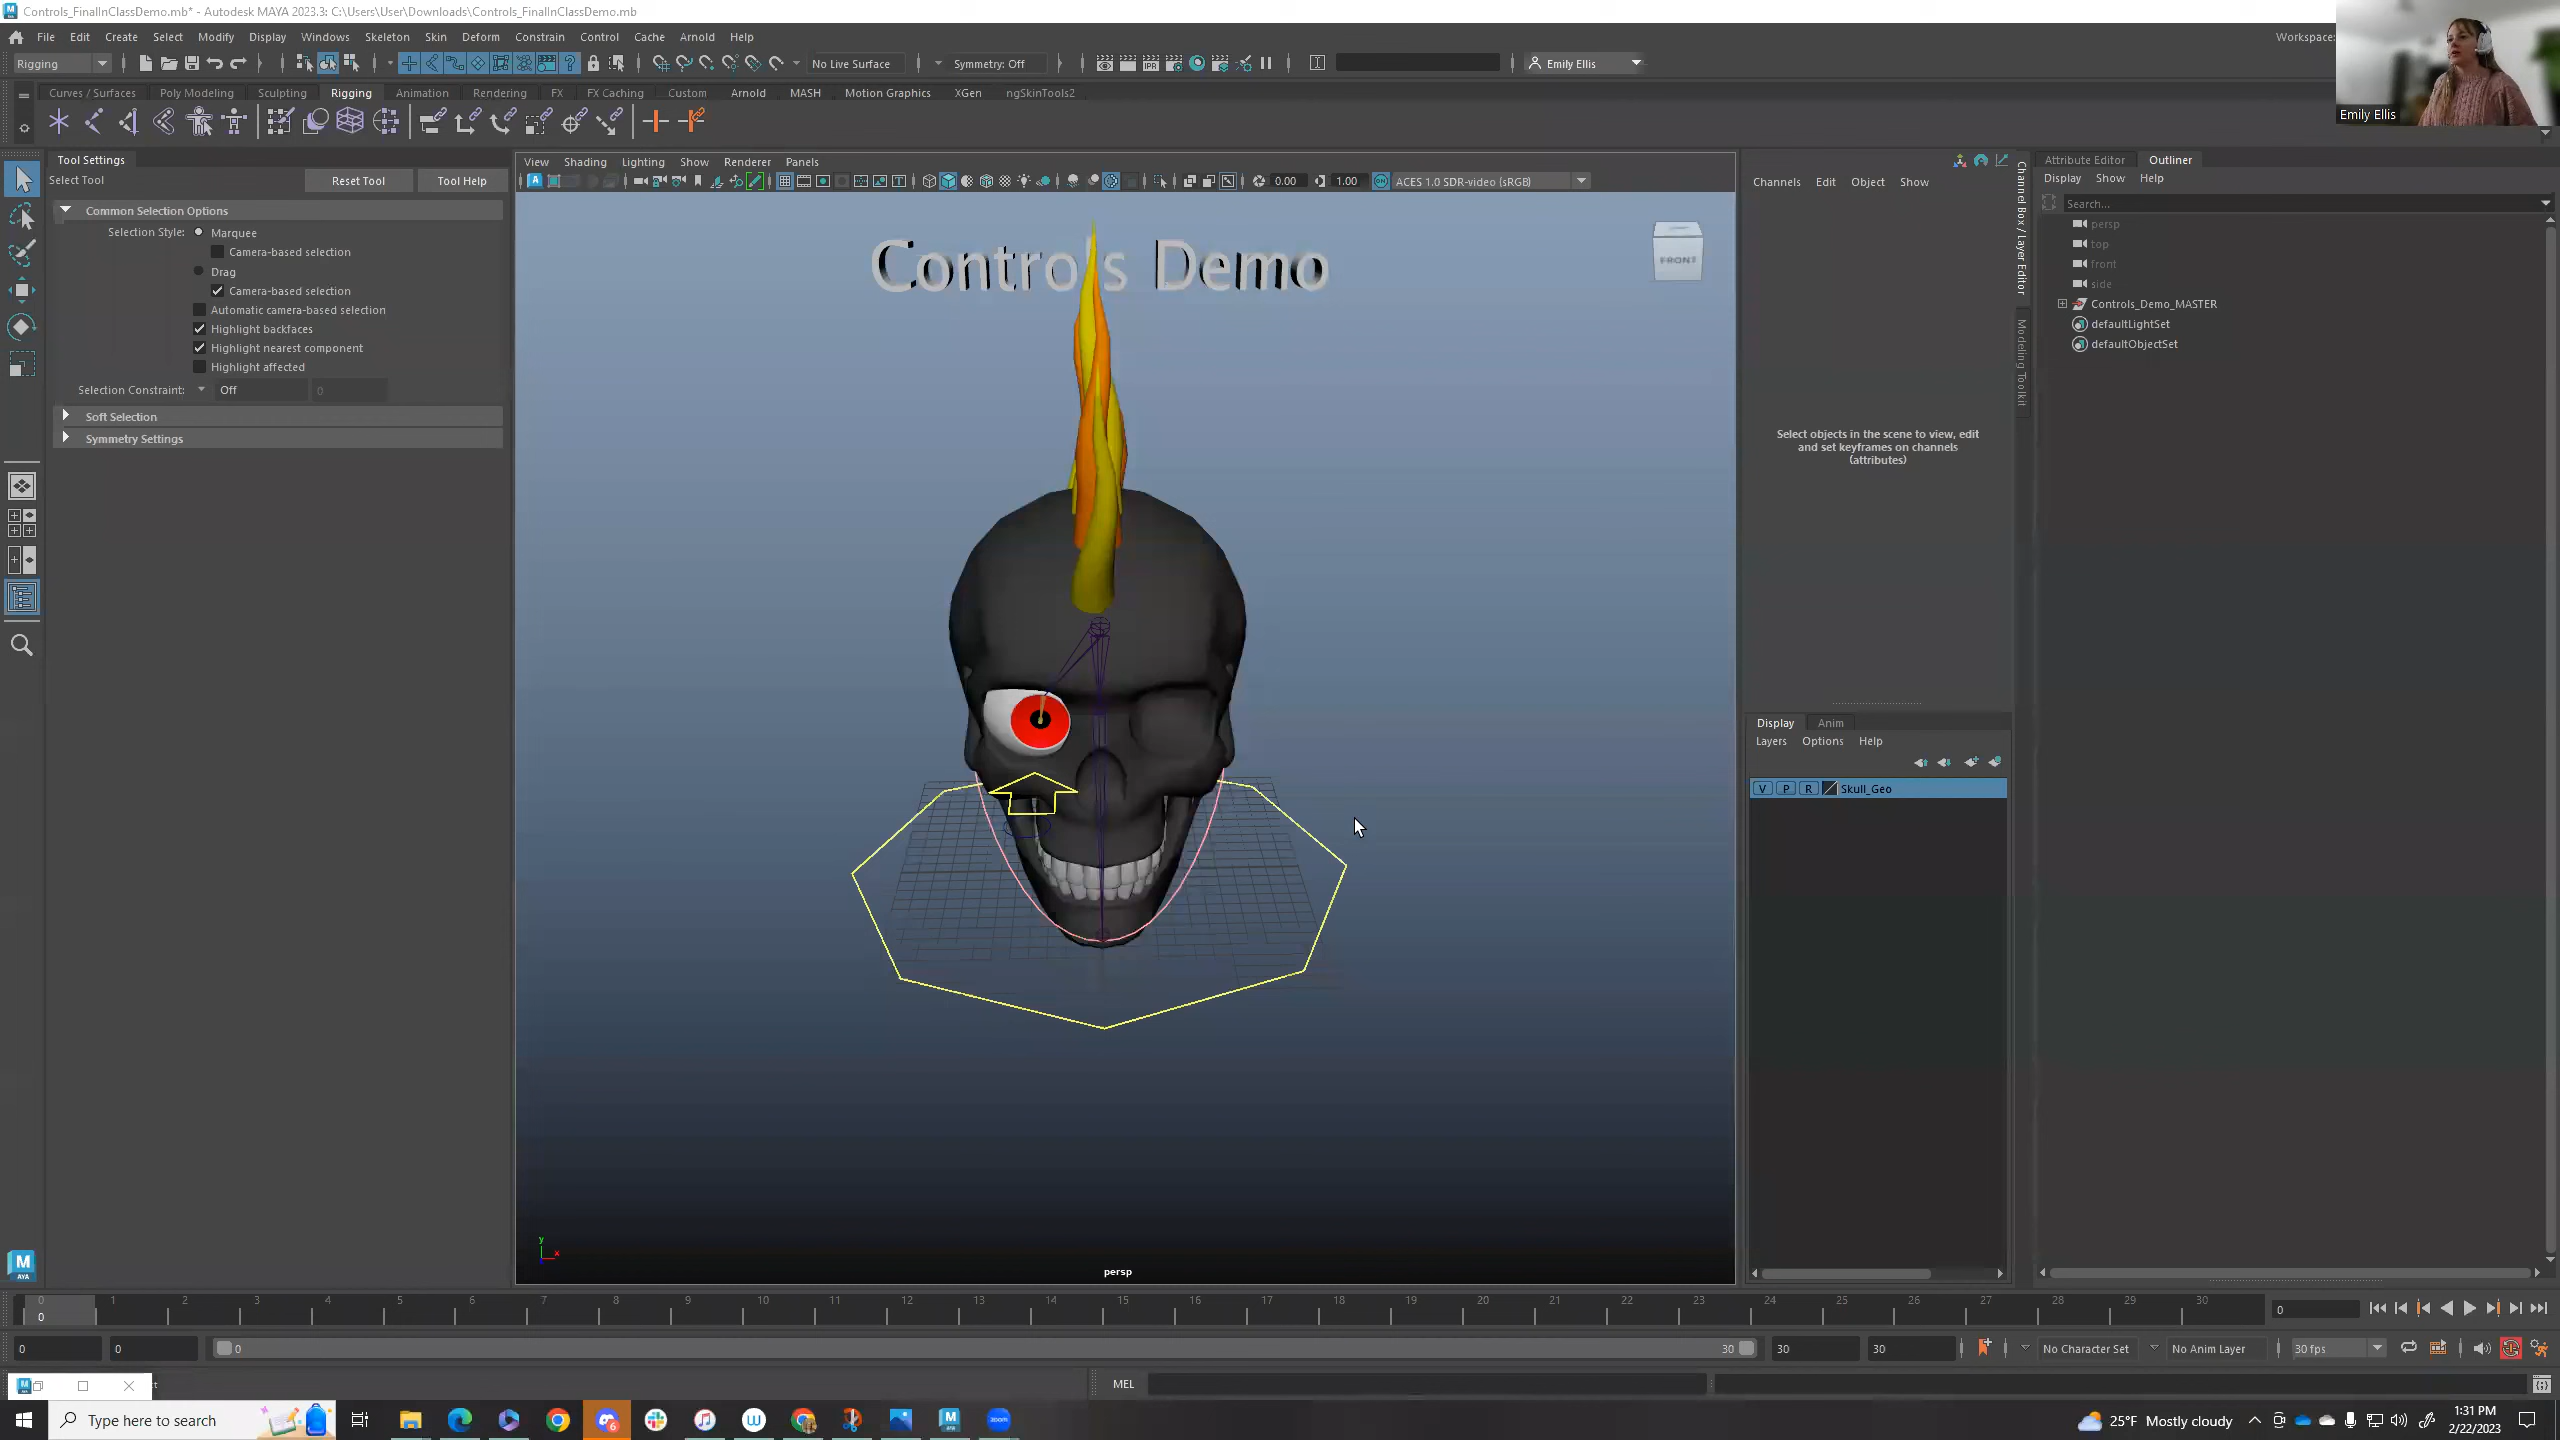 Controls_FinalInClassDemo.mb* - Autodesk MAYA 2023.3: C:\Users\User\Downloads\Controls_FinalInClassDemo.mb
File Edit Create Select Modify Display Windows Skeleton Skin Deform Constrain Control Cache Arnold Help Workspace:
Rigging No Live Surface Symmetry: Off Emily Ellis
Emily Ellis
Curves / Surfaces Poly Modeling Sculpting Rigging Animation Rendering FX FX Caching Custom Arnold MASH Motion Graphics XGen ngSkinTools2
Tool Settings
Select Tool Reset Tool Tool Help
Common Selection Options
Selection Style: Marquee
Camera-based selection
Drag
Camera-based selection
Automatic camera-based selection
Highlight backfaces
Highlight nearest component
Highlight affected
Selection Constraint: Off 0
Soft Selection
Symmetry Settings
View Shading Lighting Show Renderer Panels
0.00 1.00 ACES 1.0 SDR-video (sRGB)
Controls Demo
FRONT
persp
y
x
Channels Edit Object Show
Select objects in the scene to view, edit
and set keyframes on channels
(attributes)
Display Anim
Layers Options Help
V P R Skull_Geo
Channel Box / Layer Editor
Modeling Toolkit
Attribute Editor Outliner
Display Show Help
Search...
persp
top
front
side
Controls_Demo_MASTER
defaultLightSet
defaultObjectSet
M
AYA
0 1 2 3 4 5 6 7 8 9 10 11 12 13 14 15 16 17 18 19 20 21 22 23 24 25 26 27 28 29 30 0
0
0 0 0 30 30 30 No Character Set No Anim Layer 30 fps
MEL
Type here to search 25°F Mostly cloudy 1:31 PM
2/22/2023